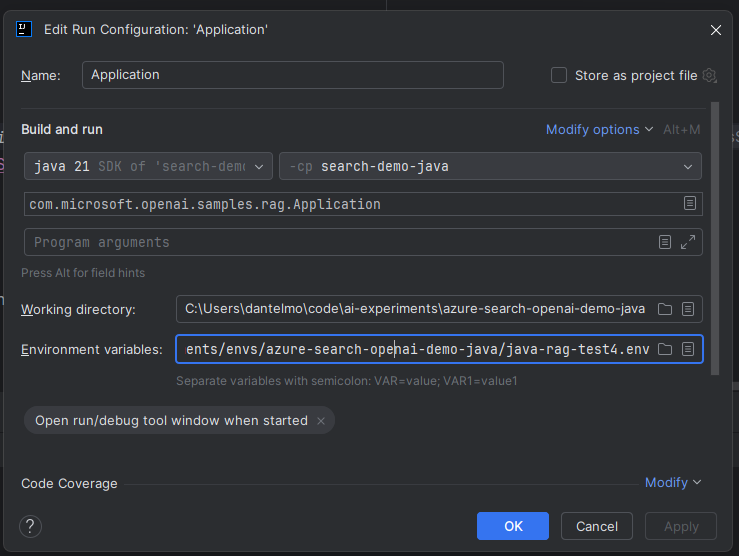 Edit Run Configuration: 'Application'
Name: Application Store as project file
Build and run Modify options Alt+M
java 21 SDK of 'search-demo -cp search-demo-java
com.microsoft.openai.samples.rag.Application
Program arguments
Press Alt for field hints
Working directory: C:\Users\dantelmo\code\ai-experiments\azure-search-openai-demo-java
Environment variables: ents/envs/azure-search-openai-demo-java/java-rag-test4.env
Separate variables with semicolon: VAR=value; VAR1=value1
Open run/debug tool window when started ×
Code Coverage Modify
? OK Cancel Apply